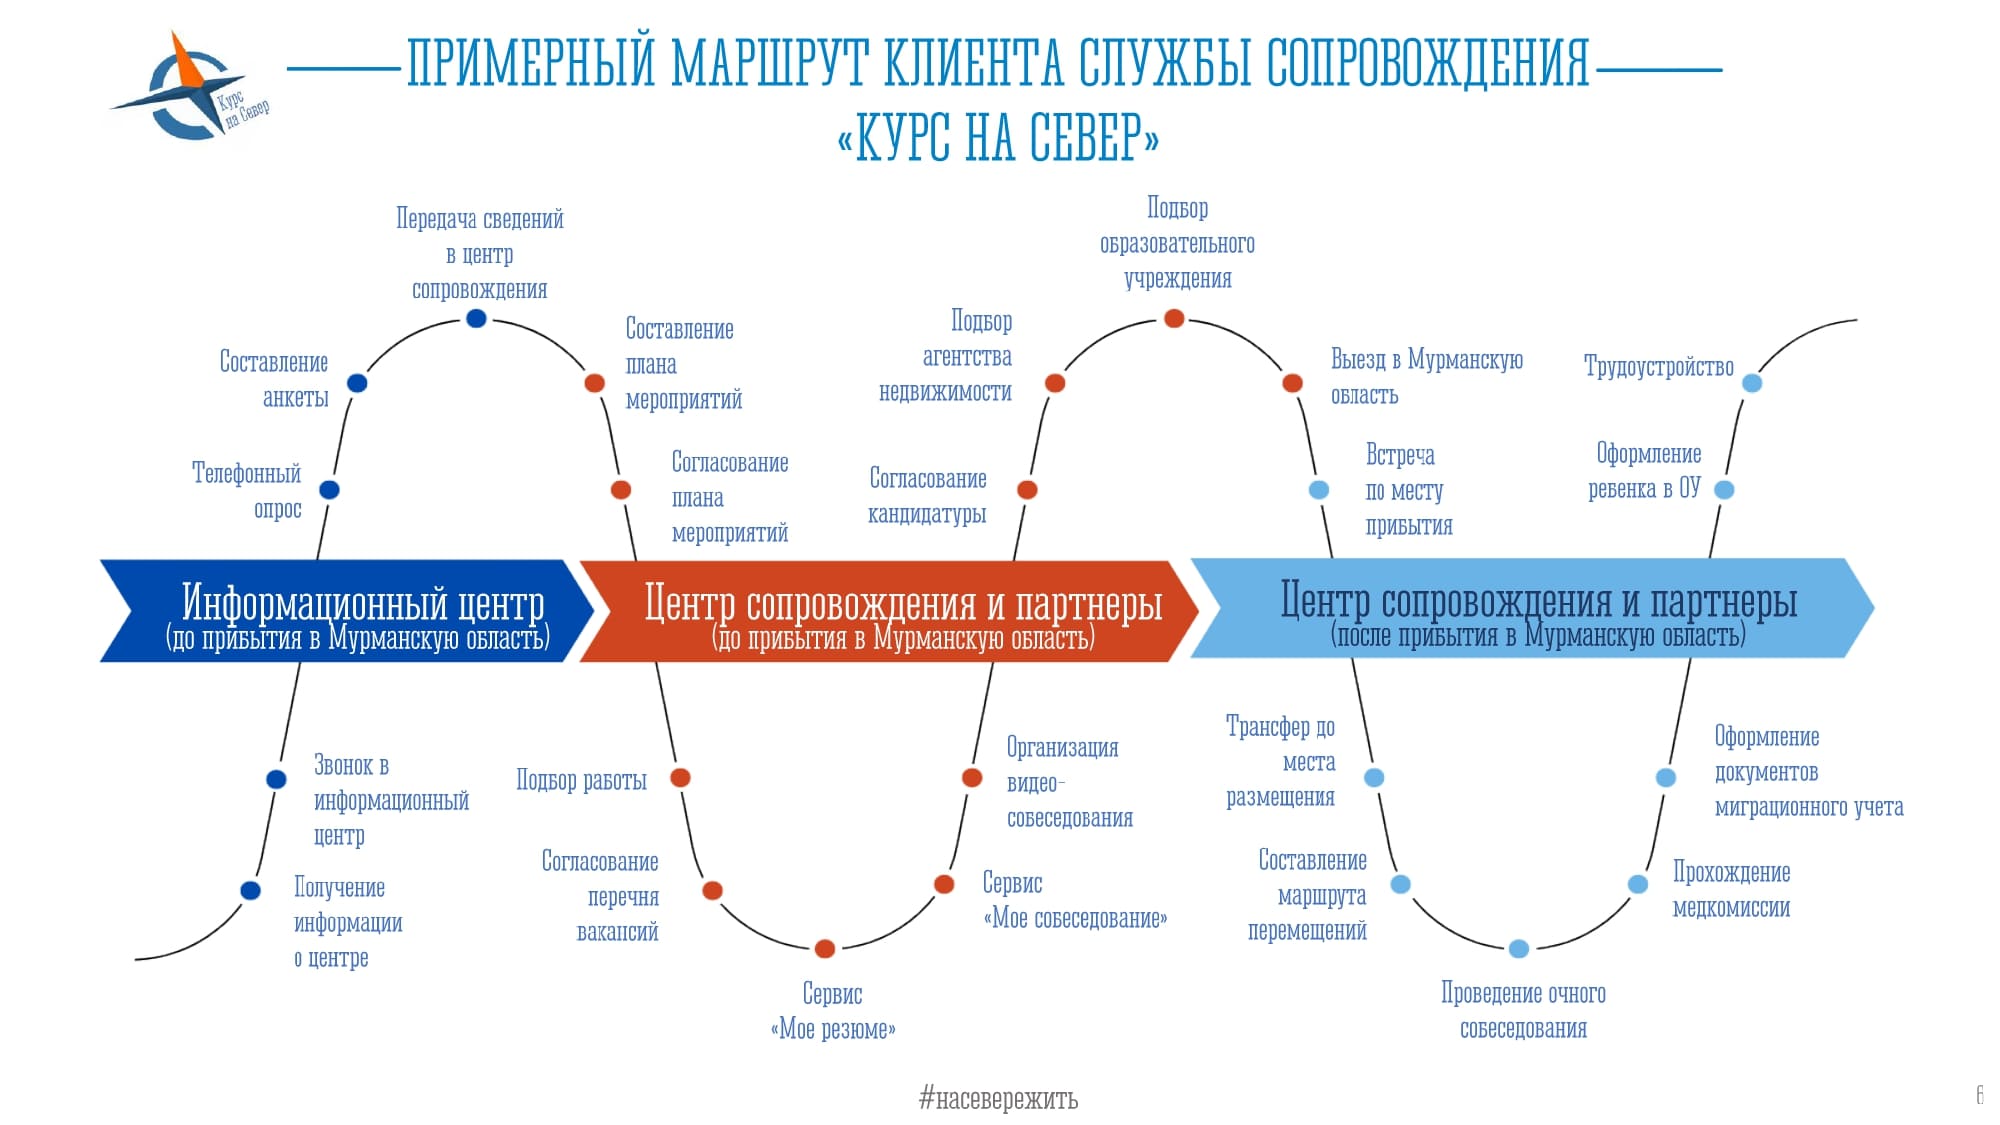 Курс
на Север
ПРИМЕРНЫЙ МАРШРУТ КЛИЕНТА СЛУЖБЫ СОПРОВОЖДЕНИЯ
«КУРС НА СЕВЕР»
Получение
информации
о центре
Звонок в
информационный
центр
Телефонный
опрос
Составление
анкеты
Передача сведений
в центр
сопровождения
Составление
плана
мероприятий
Согласование
плана
мероприятий
Подбор работы
Согласование
перечня
вакансий
Сервис
«Мое резюме»
Сервис
«Мое собеседование»
Организация
видео-
собеседования
Согласование
кандидатуры
Подбор
агентства
недвижимости
Подбор
образовательного
учреждения
Выезд в Мурманскую
область
Встреча
по месту
прибытия
Трансфер до
места
размещения
Составление
маршрута
перемещений
Проведение очного
собеседования
Прохождение
медкомиссии
Оформление
документов
миграционного учета
Оформление
ребенка в ОУ
Трудоустройство
Информационный центр
(до прибытия в Мурманскую область)
Центр сопровождения и партнеры
(до прибытия в Мурманскую область)
Центр сопровождения и партнеры
(после прибытия в Мурманскую область)
#насевережить
6